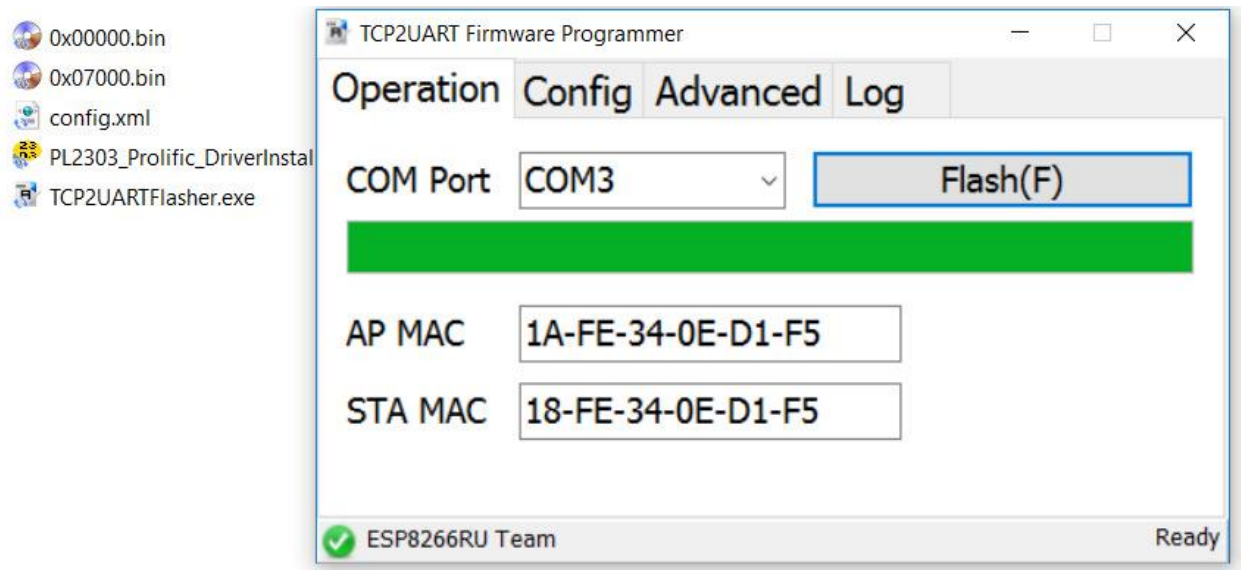 0x00000.bin
0x07000.bin
config.xml
PL2303_Prolific_DriverInstal
TCP2UARTFlasher.exe
TCP2UART Firmware Programmer
Operation Config Advanced Log
COM Port COM3 Flash(F)
AP MAC 1A-FE-34-0E-D1-F5
STA MAC 18-FE-34-0E-D1-F5
ESP8266RU Team Ready